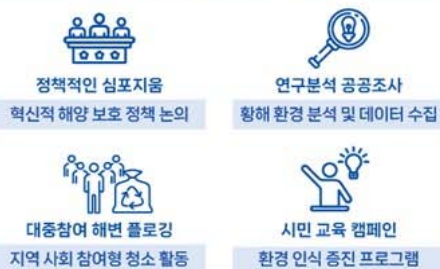 정책적인 심포지움
혁신적 해양 보호 정책 논의
연구분석 공공조사
황해 환경 분석 및 데이터 수집
대중참여 해변 플로깅
지역 사회 참여형 청소 활동
시민 교육 캠페인
환경 인식 증진 프로그램